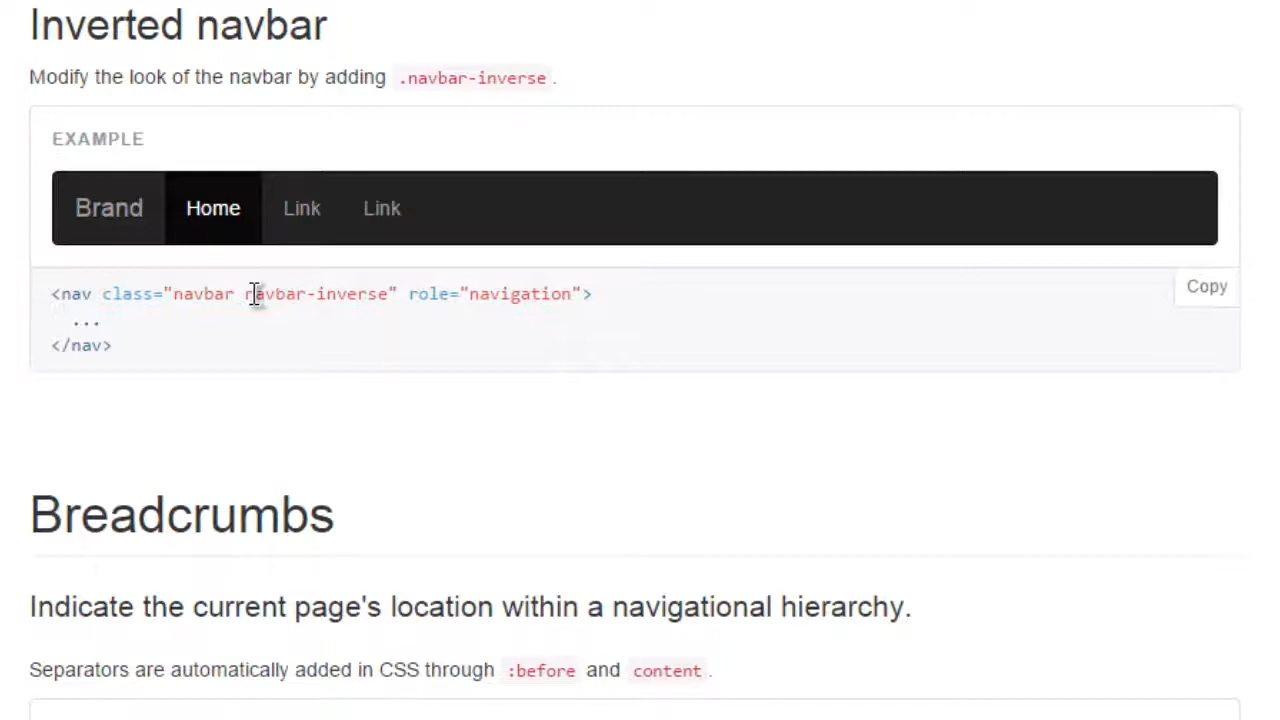 Inverted navbar
Modify the look of the navbar by adding .navbar-inverse.
EXAMPLE
Brand Home Link Link
<nav class="navbar navbar-inverse" role="navigation">
Copy
...
</nav>
Breadcrumbs
Indicate the current page's location within a navigational hierarchy.
Separators are automatically added in CSS through :before and content.